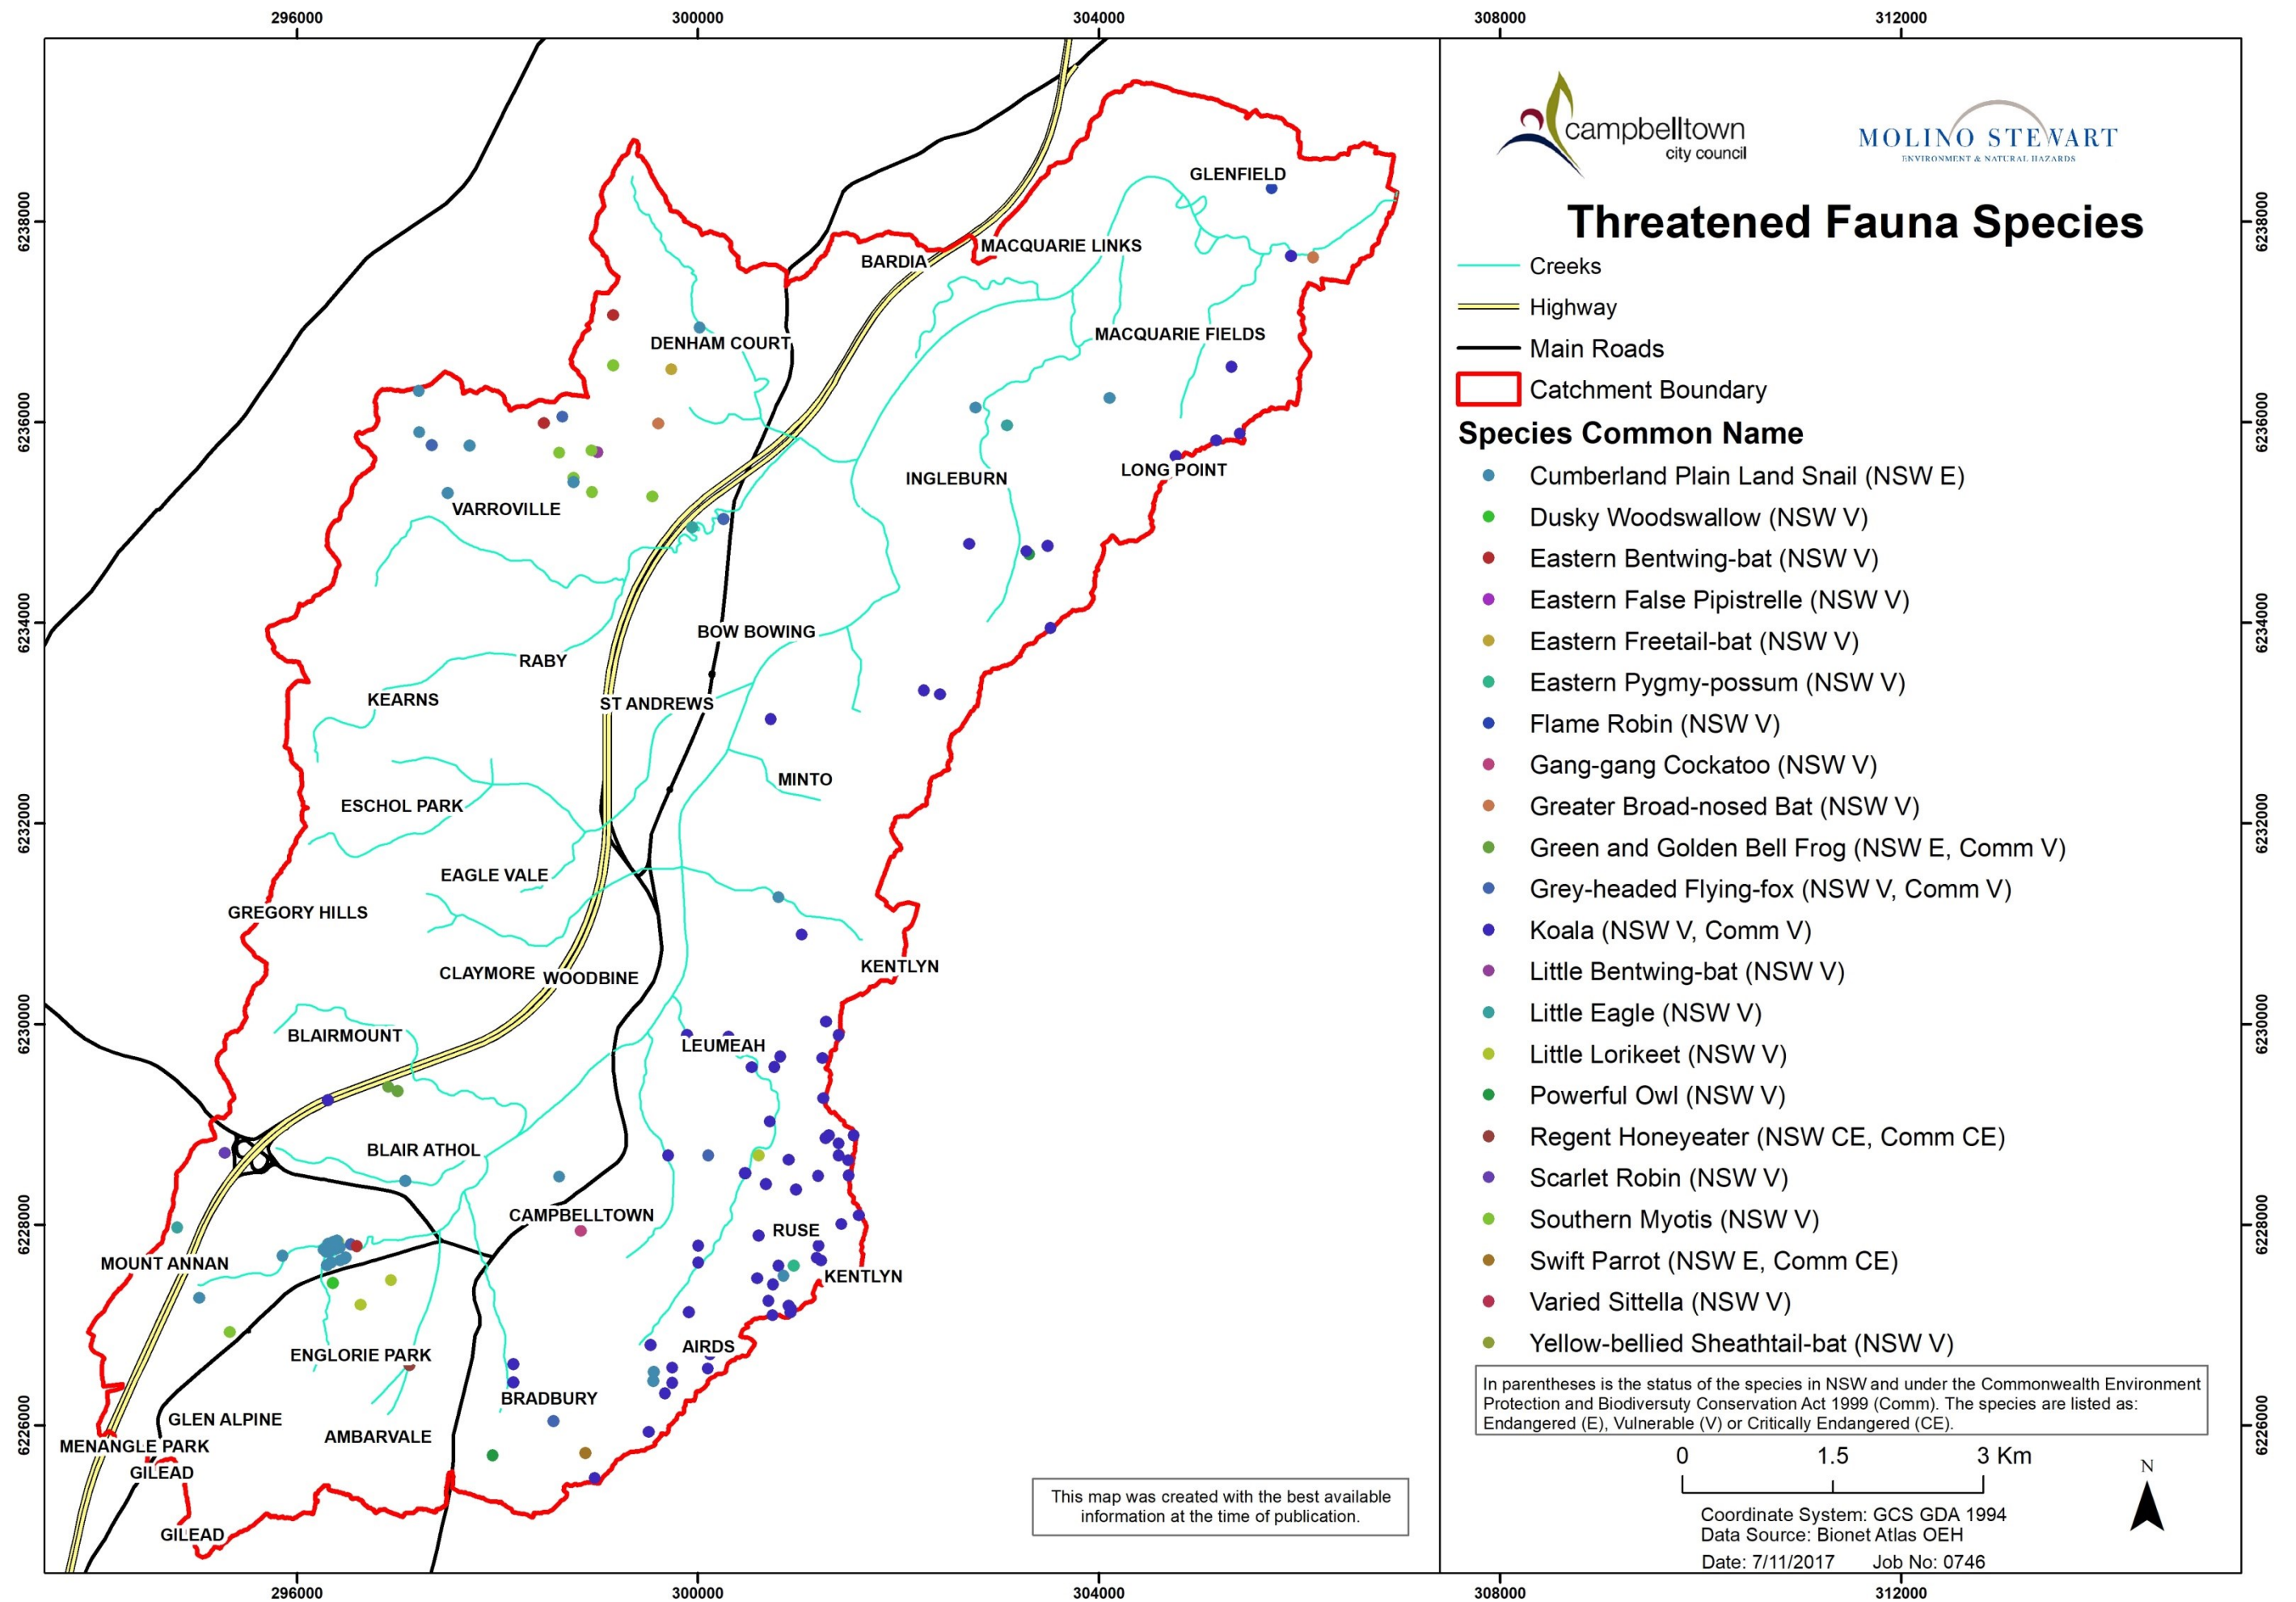 296000
300000
304000
308000
312000
campbelltown
city council
MOLINO STEWART
ENVIRONMENT & NATURAL HAZARDS
Threatened Fauna Species
Creeks
Highway
Main Roads
Catchment Boundary
Species Common Name
Cumberland Plain Land Snail (NSW E)
Dusky Woodswallow (NSW V)
Eastern Bentwing-bat (NSW V)
Eastern False Pipistrelle (NSW V)
Eastern Freetail-bat (NSW V)
Eastern Pygmy-possum (NSW V)
Flame Robin (NSW V)
Gang-gang Cockatoo (NSW V)
Greater Broad-nosed Bat (NSW V)
Green and Golden Bell Frog (NSW E, Comm V)
Grey-headed Flying-fox (NSW V, Comm V)
Koala (NSW V, Comm V)
Little Bentwing-bat (NSW V)
Little Eagle (NSW V)
Little Lorikeet (NSW V)
Powerful Owl (NSW V)
Regent Honeyeater (NSW CE, Comm CE)
Scarlet Robin (NSW V)
Southern Myotis (NSW V)
Swift Parrot (NSW E, Comm CE)
Varied Sittella (NSW V)
Yellow-bellied Sheathtail-bat (NSW V)
In parentheses is the status of the species in NSW and under the Commonwealth Environment
Protection and Biodiversuty Conservation Act 1999 (Comm). The species are listed as:
Endangered (E), Vulnerable (V) or Critically Endangered (CE).
0 1.5 3 Km
N
Coordinate System: GCS GDA 1994
Data Source: Bionet Atlas OEH
Date: 7/11/2017 Job No: 0746
GLENFIELD
MACQUARIE LINKS
BARDIA
MACQUARIE FIELDS
DENHAM COURT
LONG POINT
INGLEBURN
VARROVILLE
BOW BOWING
RABY
KEARNS
ST ANDREWS
MINTO
ESCHOL PARK
EAGLE VALE
GREGORY HILLS
KENTLYN
CLAYMORE
WOODBINE
BLAIRMOUNT
LEUMEAH
BLAIR ATHOL
CAMPBELLTOWN
RUSE
MOUNT ANNAN
KENTLYN
AIRDS
ENGLORIE PARK
BRADBURY
GLEN ALPINE
AMBARVALE
MENANGLE PARK
GILEAD
GILEAD
This map was created with the best available
information at the time of publication.
6238000
6236000
6234000
6232000
6230000
6228000
6226000
6238000
6236000
6234000
6232000
6230000
6228000
6226000
296000
300000
304000
308000
312000